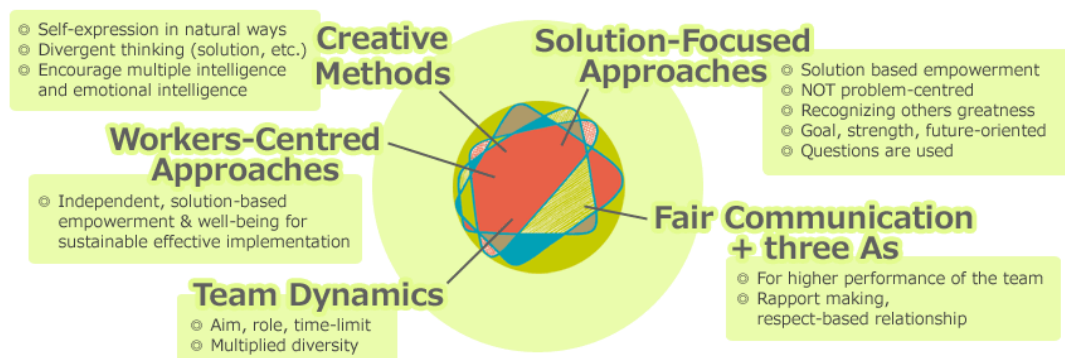 Creative
Methods
◎ Self-expression in natural ways
◎ Divergent thinking (solution, etc.)
◎ Encourage multiple intelligence
and emotional intelligence
Solution-Focused
Approaches
◎ Solution based empowerment
◎ NOT problem-centred
◎ Recognizing others greatness
◎ Goal, strength, future-oriented
◎ Questions are used
Workers-Centred
Approaches
◎ Independent, solution-based
empowerment & well-being for
sustainable effective implementation
Fair Communication
+ three As
◎ For higher performance of the team
◎ Rapport making,
respect-based relationship
Team Dynamics
◎ Aim, role, time-limit
◎ Multiplied diversity